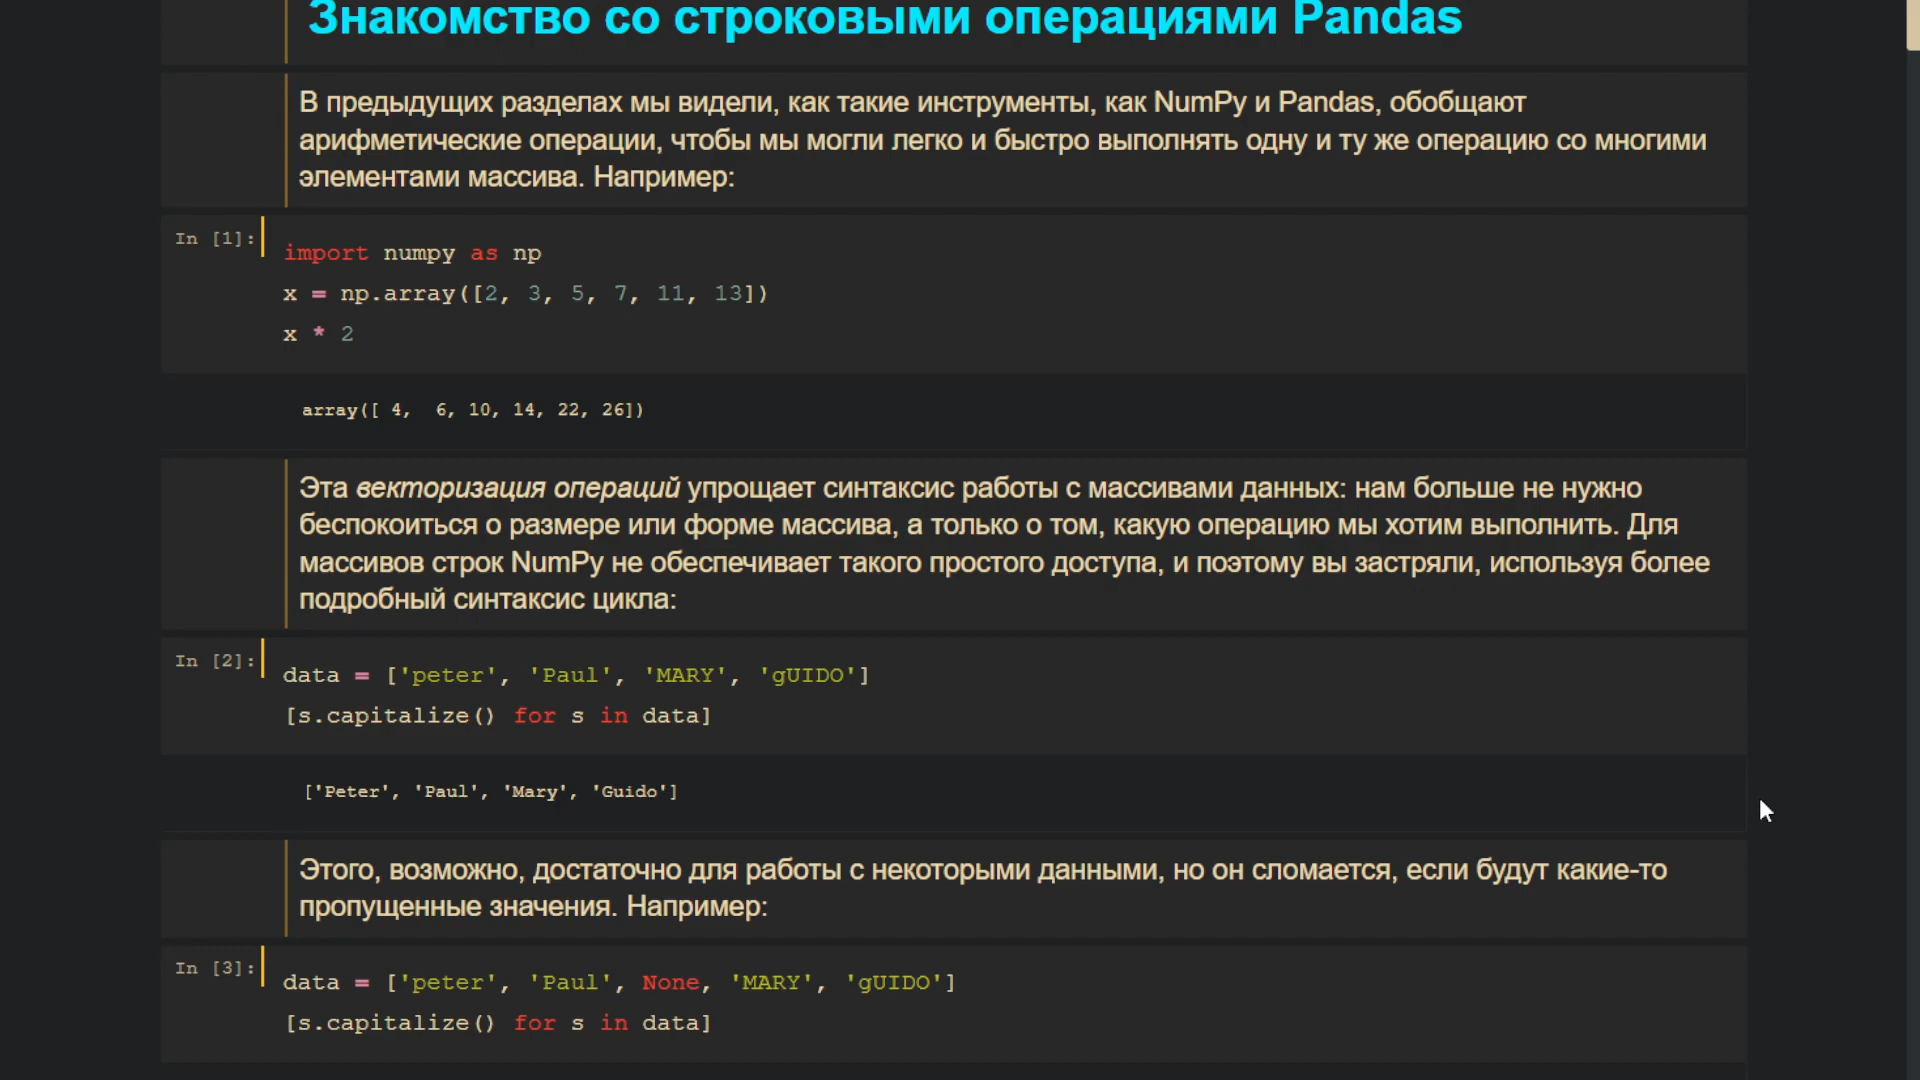 Знакомство со строковыми операциями Pandas
В предыдущих разделах мы видели, как такие инструменты, как NumPy и Pandas, обобщают
арифметические операции, чтобы мы могли легко и быстро выполнять одну и ту же операцию со многими
элементами массива. Например:
In [1]:
import numpy as np
x = np.array([2, 3, 5, 7, 11, 13])
x * 2
array([ 4,  6, 10, 14, 22, 26])
Эта векторизация операций упрощает синтаксис работы с массивами данных: нам больше не нужно
беспокоиться о размере или форме массива, а только о том, какую операцию мы хотим выполнить. Для
массивов строк NumPy не обеспечивает такого простого доступа, и поэтому вы застряли, используя более
подробный синтаксис цикла:
In [2]:
data = ['peter', 'Paul', 'MARY', 'gUIDO']
[s.capitalize() for s in data]
['Peter', 'Paul', 'Mary', 'Guido']
Этого, возможно, достаточно для работы с некоторыми данными, но он сломается, если будут какие-то
пропущенные значения. Например:
In [3]:
data = ['peter', 'Paul', None, 'MARY', 'gUIDO']
[s.capitalize() for s in data]